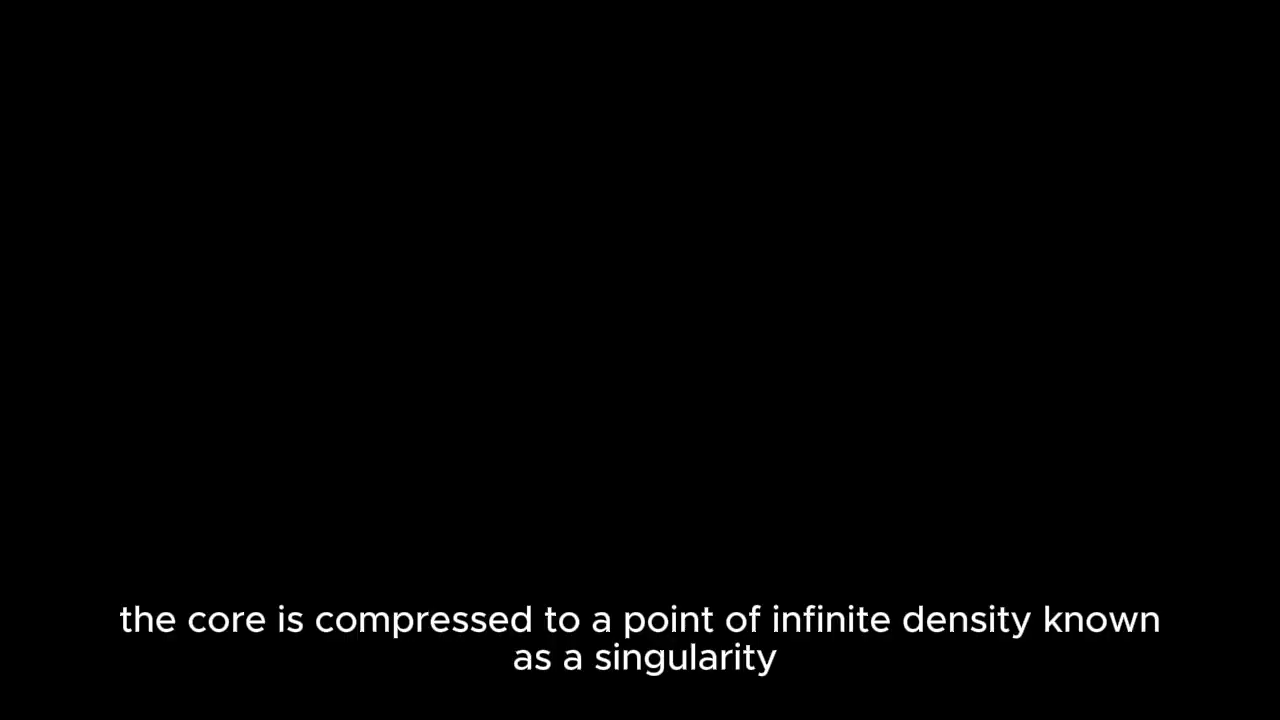 the core is compressed to a point of infinite density known
as a singularity